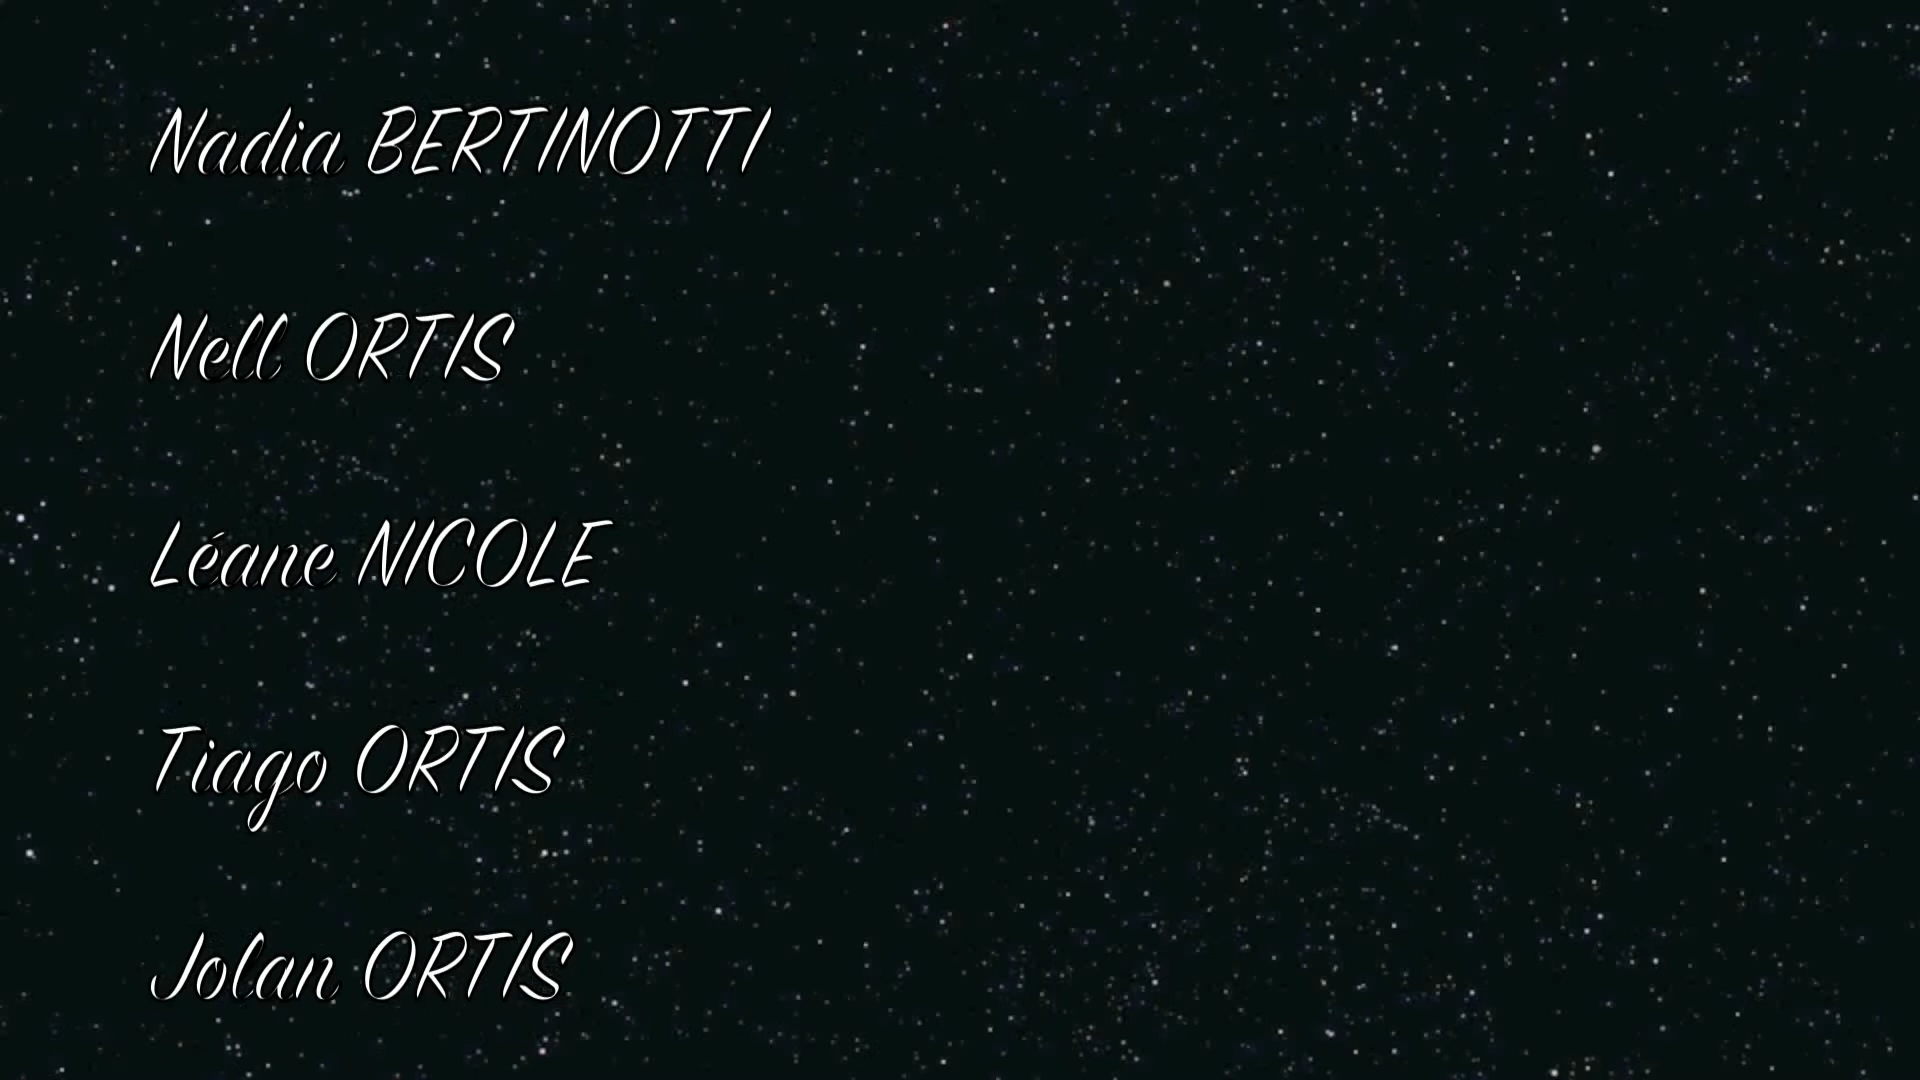 Nadia BERTINOTTI
Nell ORTIS
Léane NICOLE
Tiago ORTIS
Jolan ORTIS